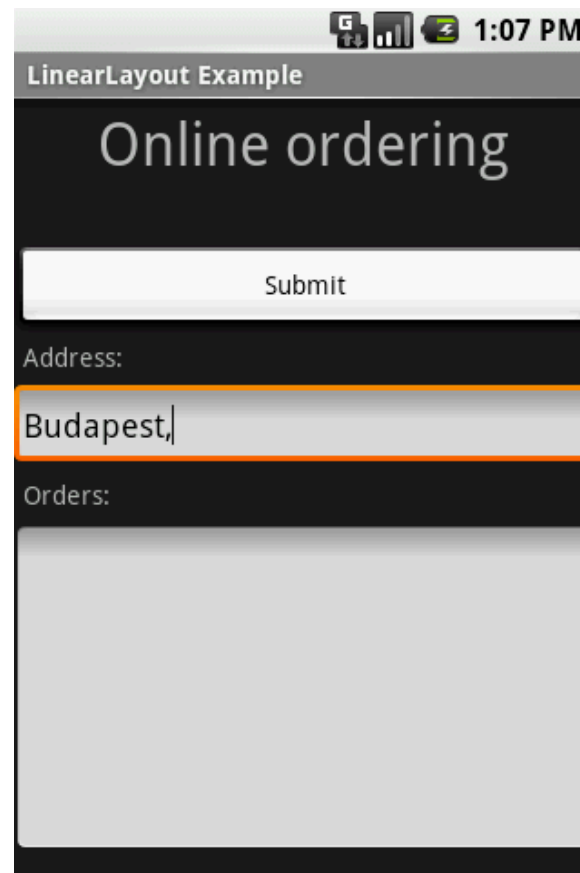 G
1:07 PM
LinearLayout Example
Online ordering
Submit
Address:
Budapest,
Orders: